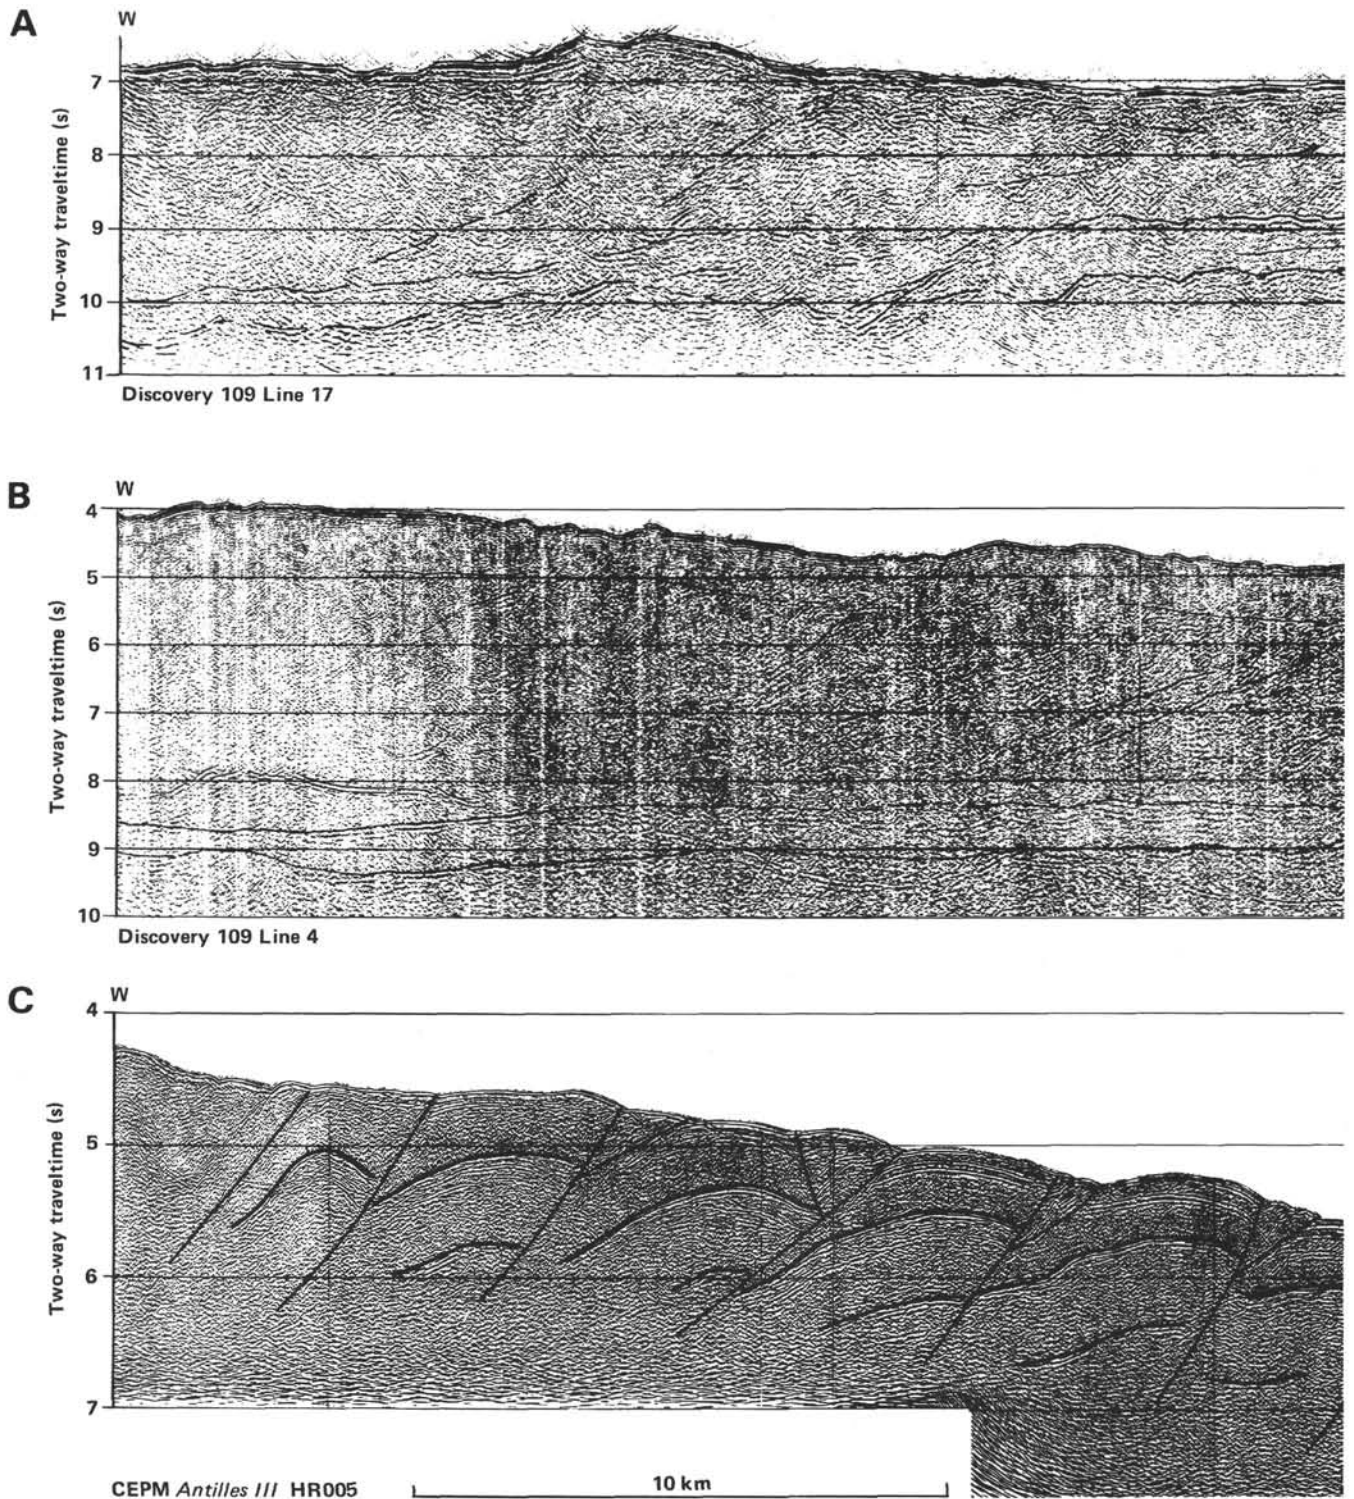 A
W
Two-way traveltime (s)
7
8
9
10
11
Discovery 109 Line 17
B
W
Two-way traveltime (s)
4
5
6
7
8
9
10
Discovery 109 Line 4
C
W
Two-way traveltime (s)
4
5
6
7
CEPM Antilles III HR005
10 km